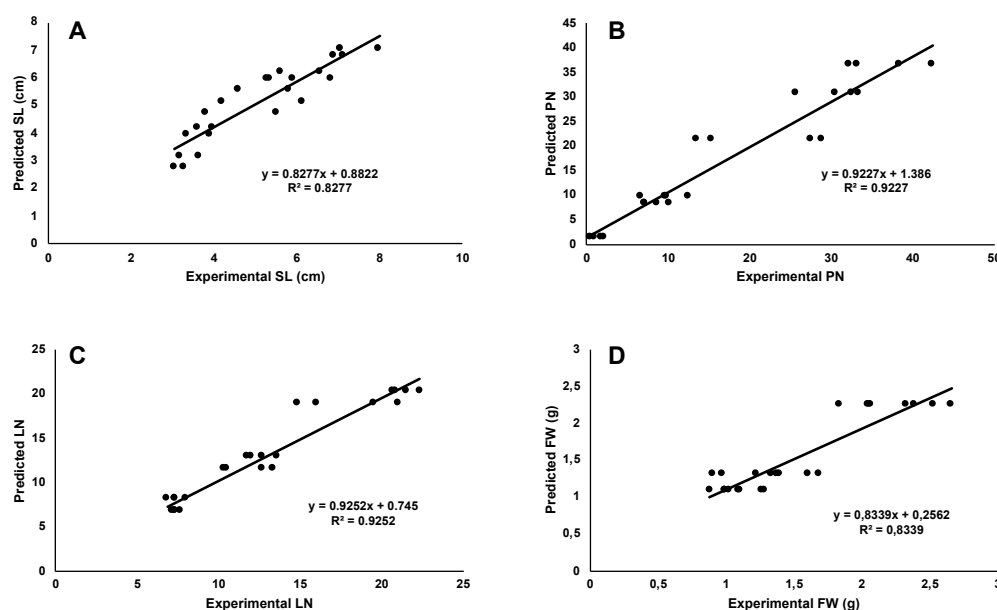 A
8
7
6
5
4
3
2
1
0
Predicted SL (cm)
y = 0.8277x + 0.8822
R² = 0.8277
0 2 4 6 8 10
Experimental SL (cm)
B
45
40
35
30
25
20
15
10
5
0
Predicted PN
y = 0.9227x + 1.386
R² = 0.9227
0 10 20 30 40 50
Experimental PN
C
25
20
15
10
5
0
Predicted LN
y = 0.9252x + 0.745
R² = 0.9252
0 5 10 15 20 25
Experimental LN
D
3
2,5
2
1,5
1
0,5
0
Predicted FW (g)
y = 0,8339x + 0,2562
R² = 0,8339
0 0,5 1 1,5 2 2,5 3
Experimental FW (g)